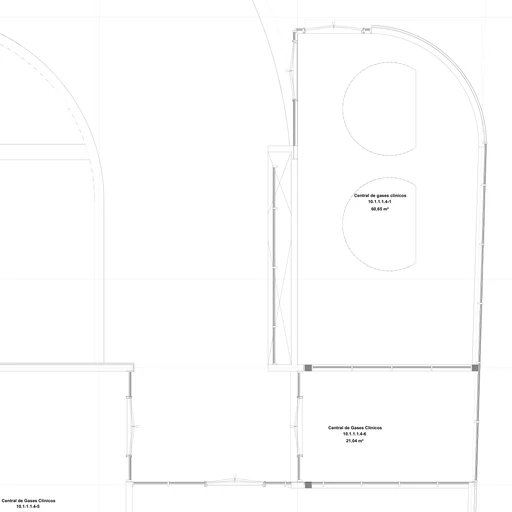 Central de gases clínicos
10.1.1.1.4-1
60,65 m²
Central de Gases Clínicos
10.1.1.1.4-6
21,04 m²
Central de Gases Clínicos
10.1.1.1.4-5